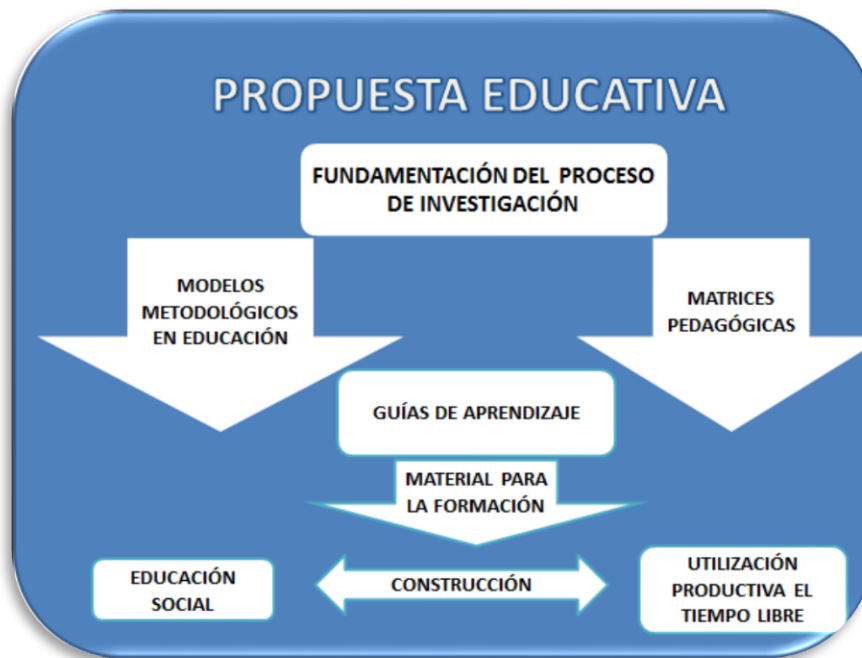 PROPUESTA EDUCATIVA
FUNDAMENTACIÓN DEL PROCESO
DE INVESTIGACIÓN
MODELOS
METODOLÓGICOS
EN EDUCACIÓN
MATRICES
PEDAGÓGICAS
GUÍAS DE APRENDIZAJE
MATERIAL PARA
LA FORMACIÓN
EDUCACIÓN
SOCIAL
CONSTRUCCIÓN
UTILIZACIÓN
PRODUCTIVA EL
TIEMPO LIBRE